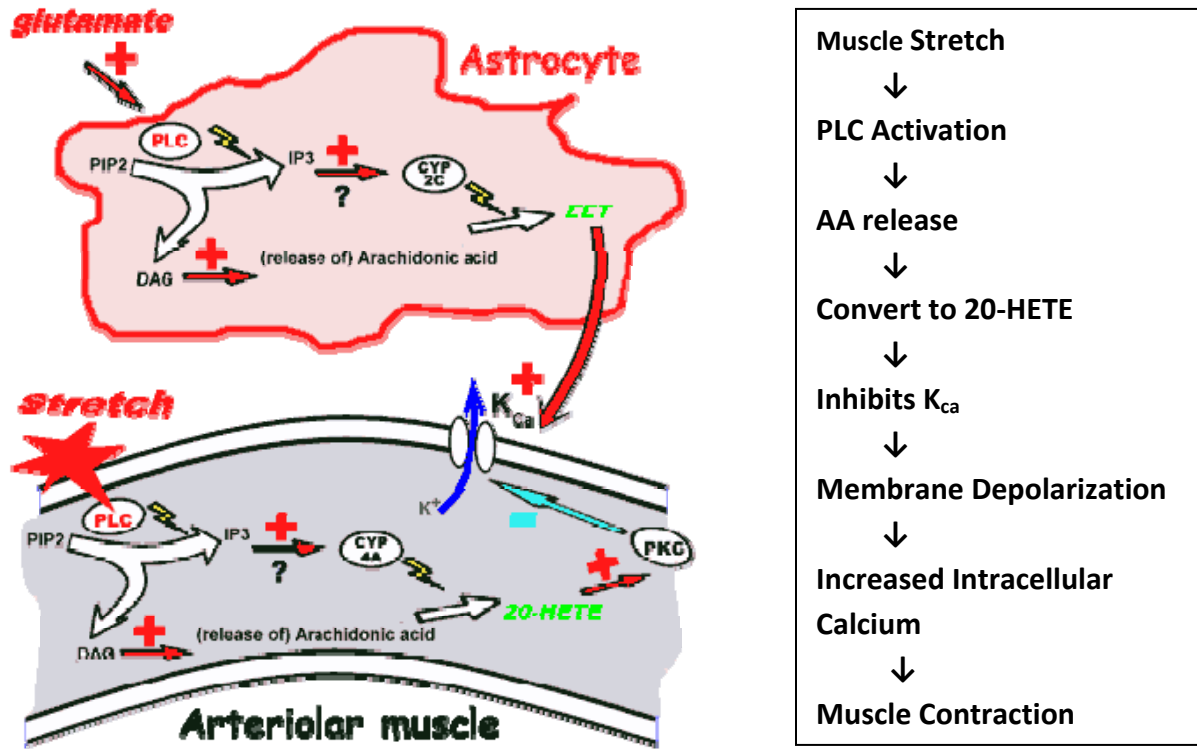 glutamate
+
Astrocyte
PLC
PIP2
IP3
+
?
CYP
2C
EET
DAG
+
(release of) Arachidonic acid
+
K
Ca
Stretch
PLC
PIP2
IP3
+
?
CYP
4A
K+
PKC
+
20-HETE
DAG
+
(release of) Arachidonic acid
Arteriolar muscle
Muscle Stretch
↓
PLC Activation
↓
AA release
↓
Convert to 20-HETE
↓
Inhibits Kca
↓
Membrane Depolarization
↓
Increased Intracellular
Calcium
↓
Muscle Contraction